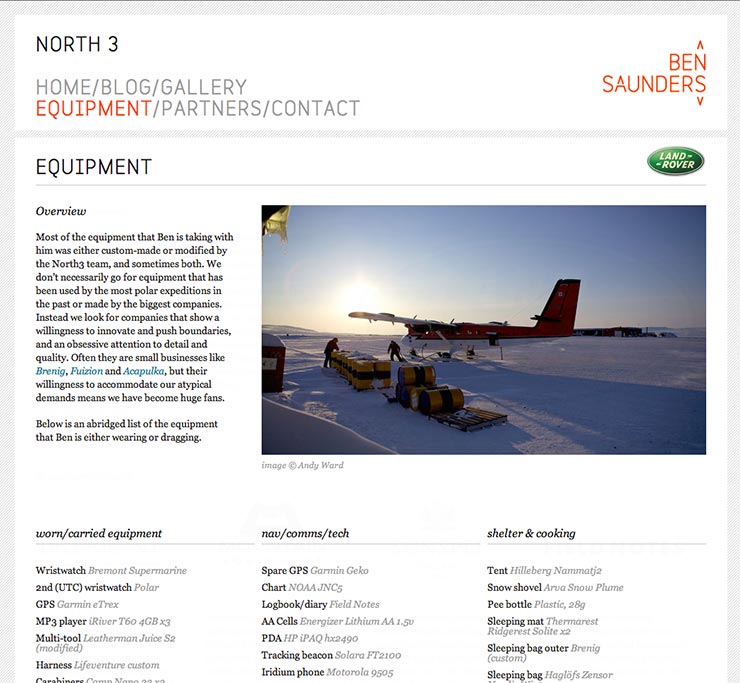 NORTH 3
BEN
SAUNDERS
HOME/BLOG/GALLERY
EQUIPMENT/PARTNERS/CONTACT
EQUIPMENT
LAND-
-ROVER
Overview
Most of the equipment that Ben is taking with
him was either custom-made or modified by
the North3 team, and sometimes both. We
don't necessarily go for equipment that has
been used by the most polar expeditions in
the past or made by the biggest companies.
Instead we look for companies that show a
willingness to innovate and push boundaries,
and an obsessive attention to detail and
quality. Often they are small businesses like
Brenig, Fuizion and Acapulka, but their
willingness to accommodate our atypical
demands means we have become huge fans.
Below is an abridged list of the equipment
that Ben is either wearing or dragging.
image © Andy Ward
worn/carried equipment
Wristwatch Bremont Supermarine
2nd (UTC) wristwatch Polar
GPS Garmin eTrex
MP3 player iRiver T60 4GB x3
Multi-tool Leatherman Juice S2
(modified)
Harness Lifeventure custom
Carabiners Camp Nano 23 x2
nav/comms/tech
Spare GPS Garmin Geko
Chart NOAA JNC5
Logbook/diary Field Notes
AA Cells Energizer Lithium AA 1.5v
PDA HP iPAQ hx2490
Tracking beacon Solara FT2100
Iridium phone Motorola 9505
shelter & cooking
Tent Hilleberg Nammatj2
Snow shovel Arva Snow Plume
Pee bottle Plastic, 28g
Sleeping mat Thermarest
Ridgerest Solite x2
Sleeping bag outer Brenig
(custom)
Sleeping bag Haglöfs Zensor